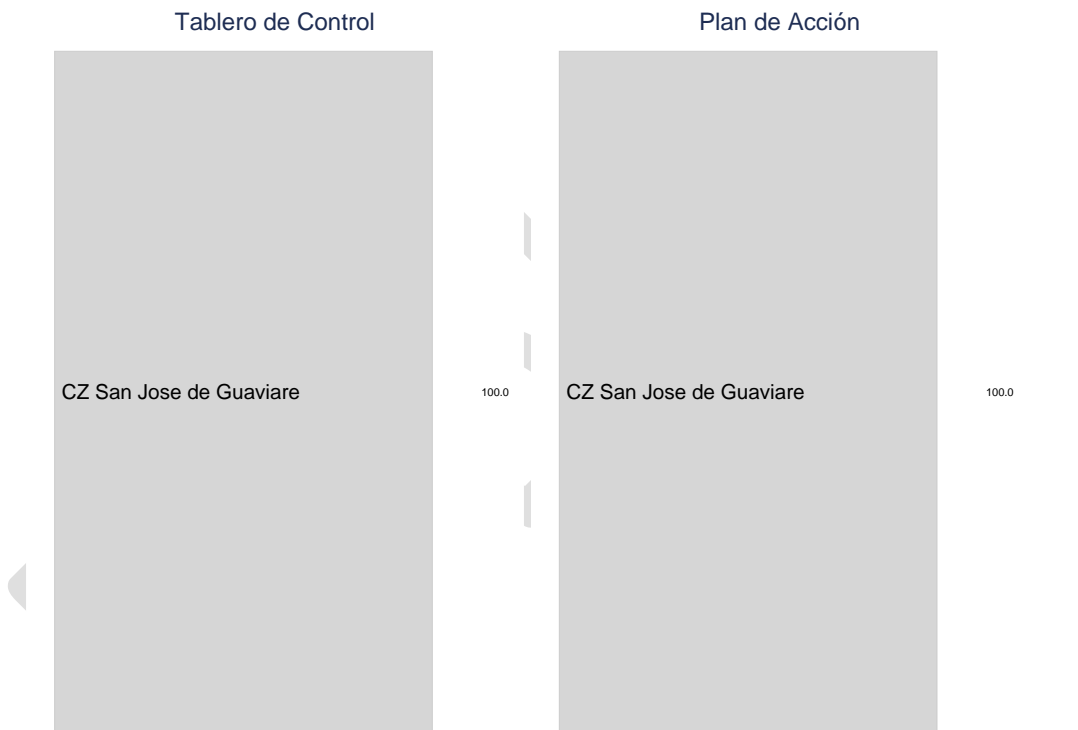 Tablero de Control
CZ San Jose de Guaviare 100.0
Plan de Acción
CZ San Jose de Guaviare 100.0